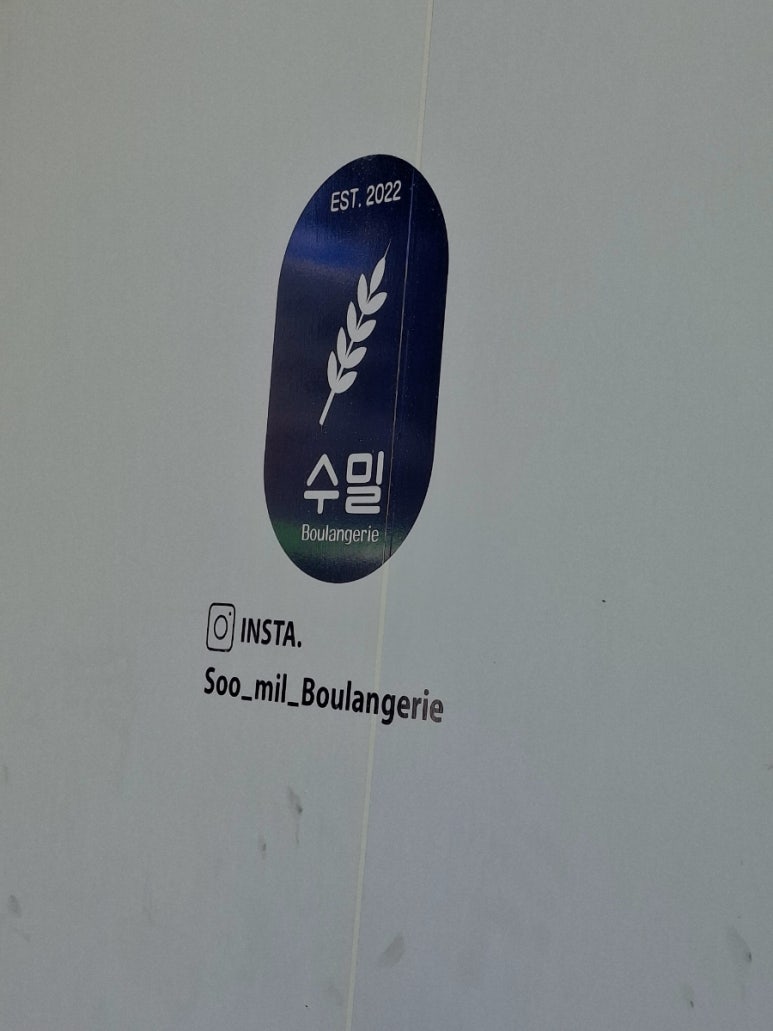 EST. 2022
수밀
Boulangerie
INSTA.
Soo_mil_Boulangerie